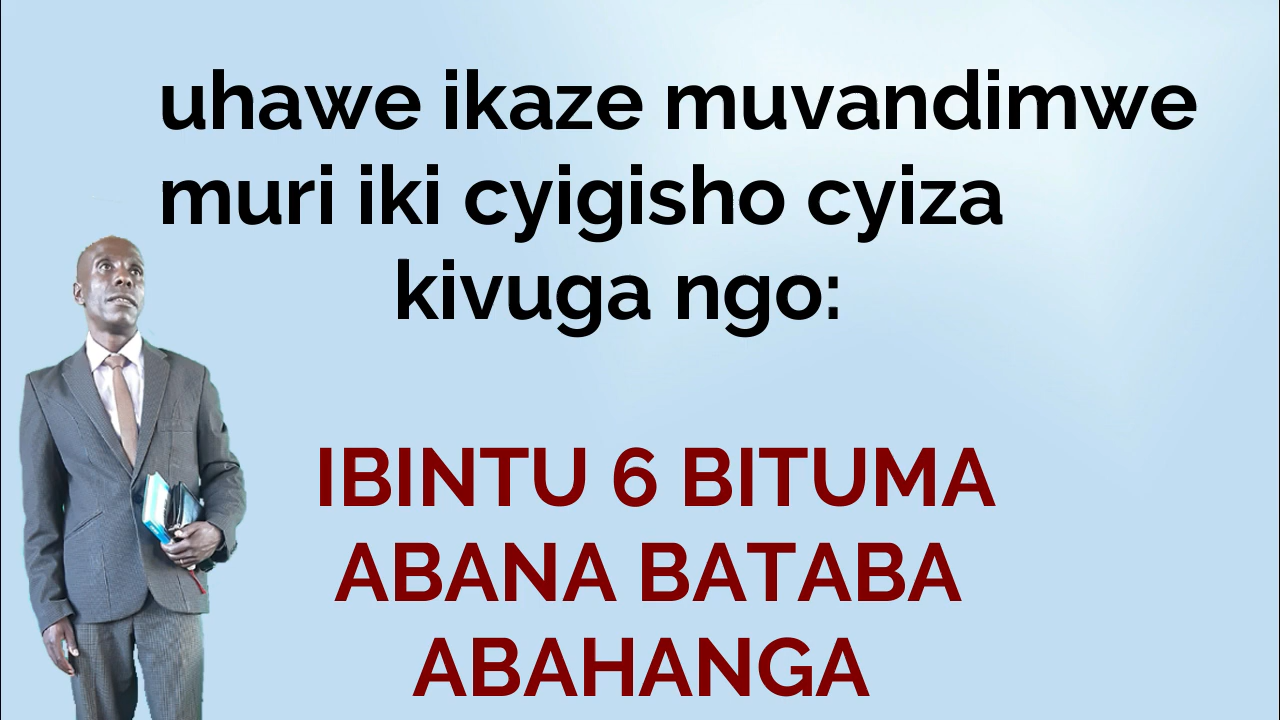 uhawe ikaze muvandimwe
muri iki cyigisho cyiza
kivuga ngo:
IBINTU 6 BITUMA
ABANA BATABA
ABAHANGA